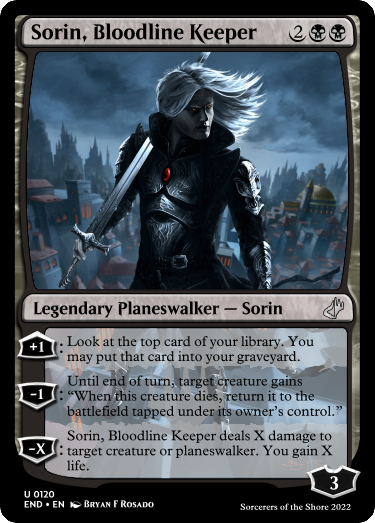 Sorin, Bloodline Keeper 2
Legendary Planeswalker — Sorin
+1: Look at the top card of your library. You
may put that card into your graveyard.
-1: Until end of turn, target creature gains
“When this creature dies, return it to the
battlefield tapped under its owner’s control.”
-X: Sorin, Bloodline Keeper deals X damage to
target creature or planeswalker. You gain X
life.
3
U 0120
END • EN Bryan F Rosado
Sorcerers of the Shore 2022